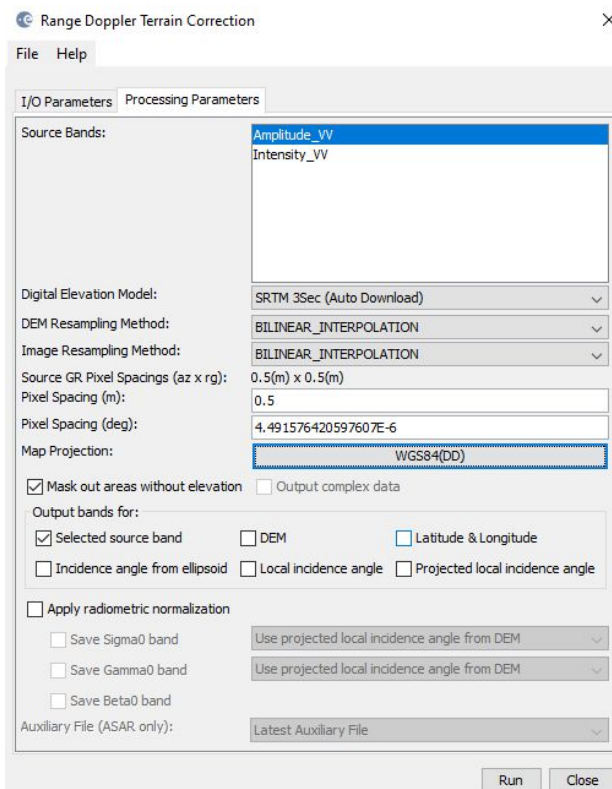 Range Doppler Terrain Correction
File Help
I/O Parameters Processing Parameters
Source Bands: Amplitude_VV
Intensity_VV
Digital Elevation Model: SRTM 3Sec (Auto Download)
DEM Resampling Method: BILINEAR_INTERPOLATION
Image Resampling Method: BILINEAR_INTERPOLATION
Source GR Pixel Spacings (az x rg): 0.5(m) x 0.5(m)
Pixel Spacing (m): 0.5
Pixel Spacing (deg): 4.491576420597607E-6
Map Projection: WGS84(DD)
Mask out areas without elevation Output complex data
Output bands for:
Selected source band DEM Latitude & Longitude
Incidence angle from ellipsoid Local incidence angle Projected local incidence angle
Apply radiometric normalization
Save Sigma0 band Use projected local incidence angle from DEM
Save Gamma0 band Use projected local incidence angle from DEM
Save Beta0 band
Auxiliary File (ASAR only): Latest Auxiliary File
Run Close